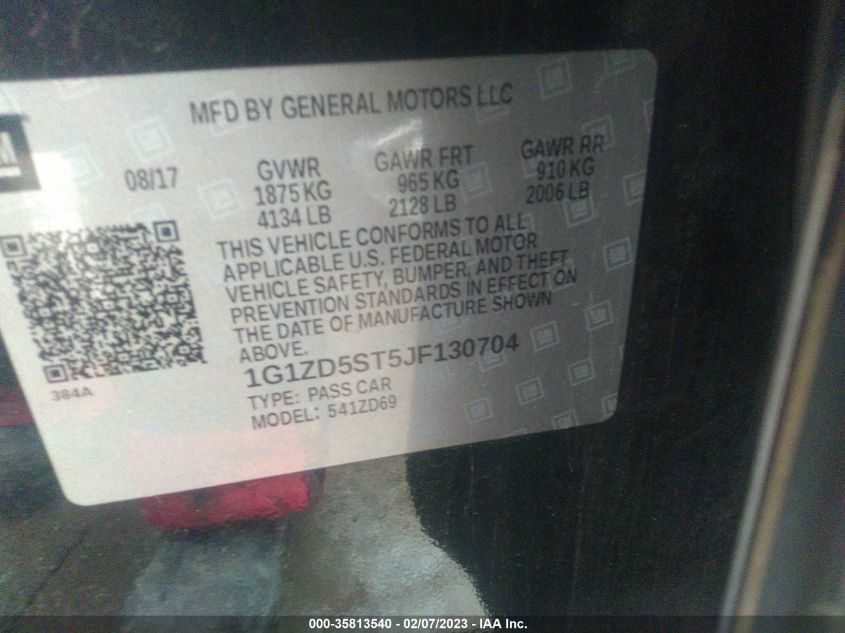 MFD BY GENERAL MOTORS LLC
GM
08/17
GVWR
1875 KG
4134 LB
GAWR FRT
965 KG
2128 LB
GAWR RR
910 KG
2006 LB
THIS VEHICLE CONFORMS TO ALL
APPLICABLE U.S. FEDERAL MOTOR
VEHICLE SAFETY, BUMPER, AND THEFT
PREVENTION STANDARDS IN EFFECT ON
THE DATE OF MANUFACTURE SHOWN
ABOVE.
384A
1G1ZD5ST5JF130704
TYPE: PASS CAR
MODEL: 541ZD69
000-35813540 - 02/07/2023 - IAA Inc.